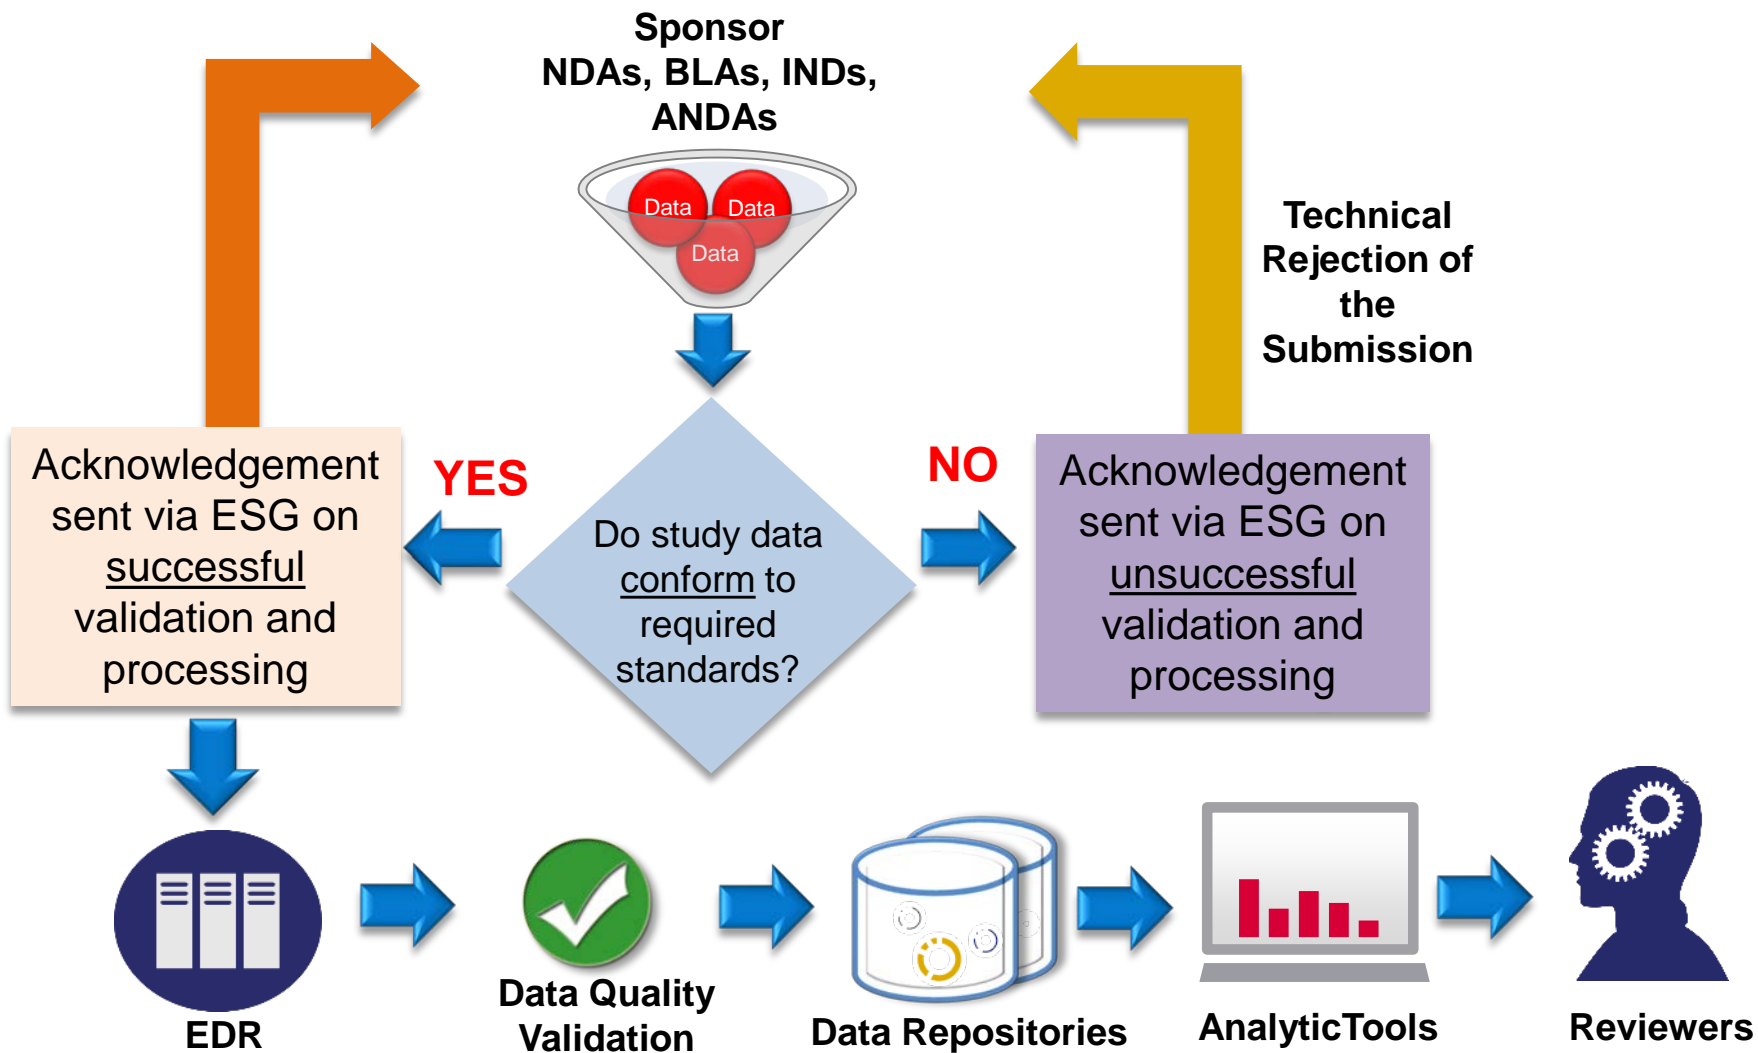 Sponsor
NDAs, BLAs, INDs,
ANDAs
Data
Data
Data
Technical
Rejection of
the
Submission
Acknowledgement
sent via ESG on
successful
validation and
processing
YES
Do study data
conform to
required
standards?
NO
Acknowledgement
sent via ESG on
unsuccessful
validation and
processing
EDR
Data Quality
Validation
Data Repositories
AnalyticTools
Reviewers